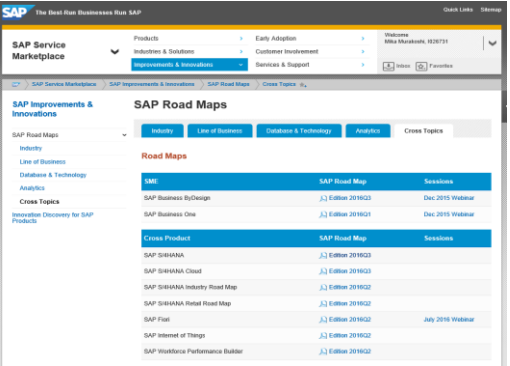 SAP The Best-Run Businesses Run SAP
Quick Links Sitemap
SAP Service Marketplace
Products
Industries & Solutions
Improvements & Innovations
Early Adoption
Customer Involvement
Services & Support
Welcome
Inbox Favorites
SAP Service Marketplace SAP Improvements & Innovations SAP Road Maps Cross Topics
SAP Improvements &
Innovations
SAP Road Maps
Industry
Line of Business
Database & Technology
Analytics
Cross Topics
Innovation Discovery for SAP
Products
SAP Road Maps
Industry Line of Business Database & Technology Analytics Cross Topics
Road Maps
SME SAP Road Map Sessions
SAP Business ByDesign Edition 2016Q3 Dec 2015 Webinar
SAP Business One Edition 2016Q1 Dec 2015 Webinar
Cross Product SAP Road Map Sessions
SAP S/4HANA Edition 2016Q3
SAP S/4HANA Cloud Edition 2016Q3
SAP S/4HANA Industry Road Map Edition 2016Q2
SAP S/4HANA Retail Road Map Edition 2016Q2
SAP Fiori Edition 2016Q2 July 2016 Webinar
SAP Internet of Things Edition 2016Q2
SAP Workforce Performance Builder Edition 2016Q2